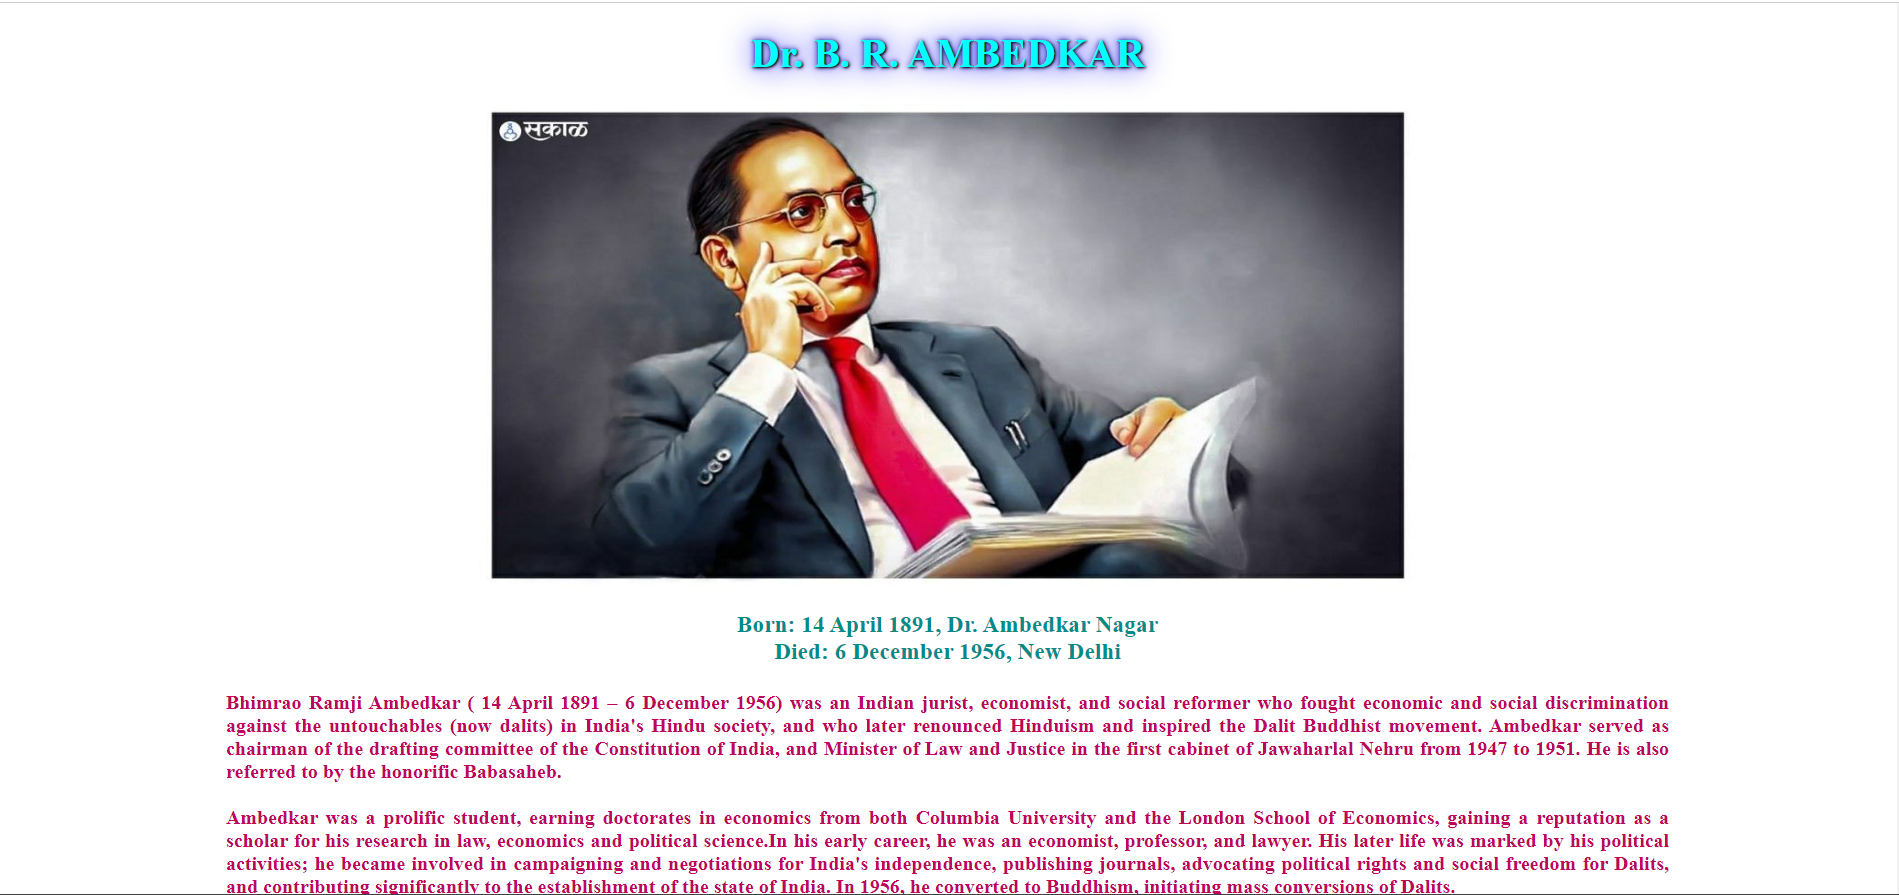 Dr. B. R. AMBEDKAR
सकाळ
Born: 14 April 1891, Dr. Ambedkar Nagar
Died: 6 December 1956, New Delhi
Bhimrao Ramji Ambedkar ( 14 April 1891 – 6 December 1956) was an Indian jurist, economist, and social reformer who fought economic and social discrimination
against the untouchables (now dalits) in India's Hindu society, and who later renounced Hinduism and inspired the Dalit Buddhist movement. Ambedkar served as
chairman of the drafting committee of the Constitution of India, and Minister of Law and Justice in the first cabinet of Jawaharlal Nehru from 1947 to 1951. He is also
referred to by the honorific Babasaheb.
Ambedkar was a prolific student, earning doctorates in economics from both Columbia University and the London School of Economics, gaining a reputation as a
scholar for his research in law, economics and political science.In his early career, he was an economist, professor, and lawyer. His later life was marked by his political
activities; he became involved in campaigning and negotiations for India's independence, publishing journals, advocating political rights and social freedom for Dalits,
and contributing significantly to the establishment of the state of India. In 1956, he converted to Buddhism, initiating mass conversions of Dalits.